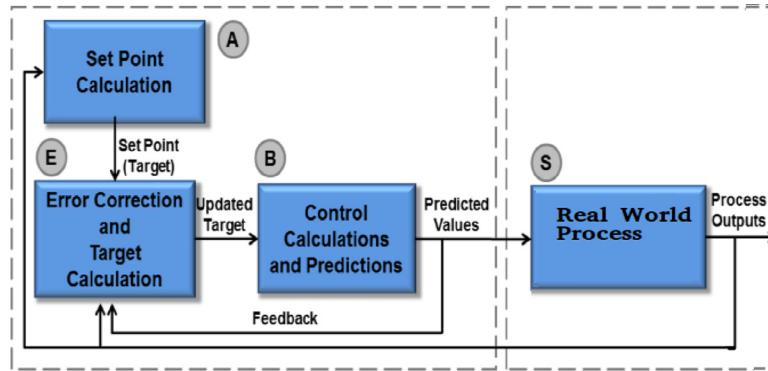 A
Set Point
Calculation
Set Point
(Target)
E
B
S
Error Correction
and
Target
Calculation
Updated
Target
Control
Calculations
and Predictions
Predicted
Values
Real World
Process
Process
Outputs
Feedback